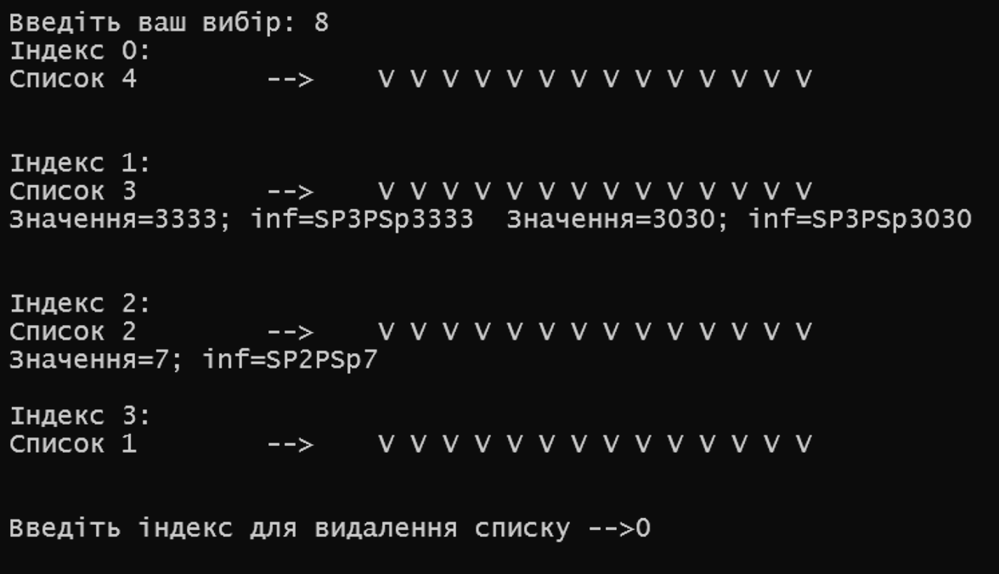 Введіть ваш вибір: 8
Індекс 0:
Список 4 --> V V V V V V V V V V V V V V
Індекс 1:
Список 3 --> V V V V V V V V V V V V V V
Значення=3333; inf=SP3PSp3333 Значення=3030; inf=SP3PSp3030
Індекс 2:
Список 2 --> V V V V V V V V V V V V V V
Значення=7; inf=SP2PSp7
Індекс 3:
Список 1 --> V V V V V V V V V V V V V V
Введіть індекс для видалення списку -->0